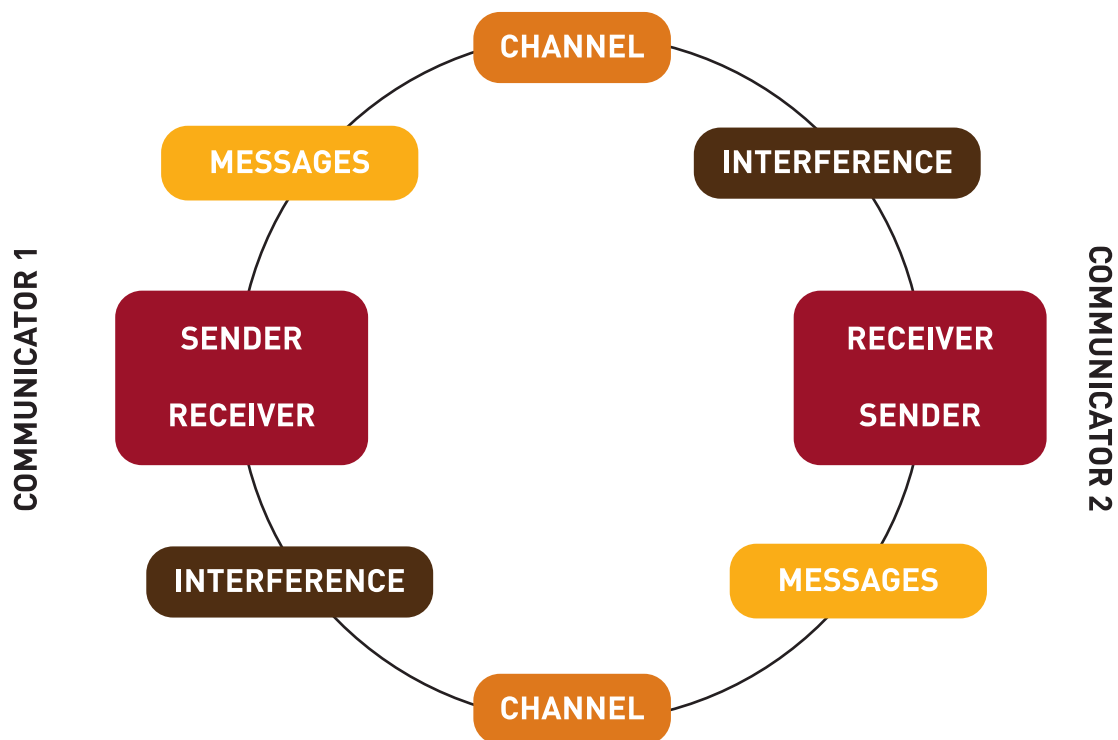 CHANNEL
MESSAGES
INTERFERENCE
COMMUNICATOR 1
SENDER
RECEIVER
RECEIVER
SENDER
COMMUNICATOR 2
INTERFERENCE
MESSAGES
CHANNEL